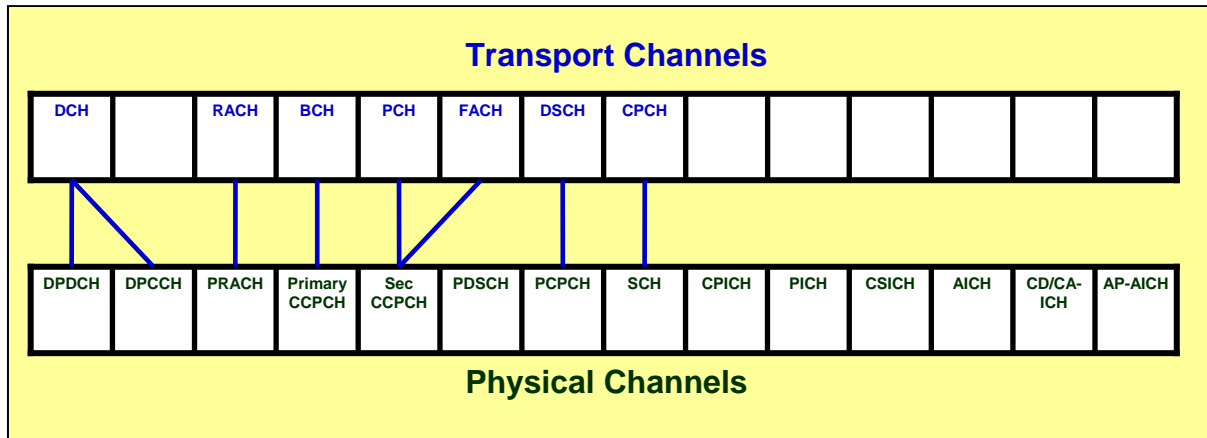 Transport Channels
DCH RACH BCH PCH FACH DSCH CPCH
DPDCH DPCCH PRACH Primary CCPCH Sec CCPCH PDSCH PCPCH SCH CPICH PICH CSICH AICH CD/CA-ICH AP-AICH
Physical Channels